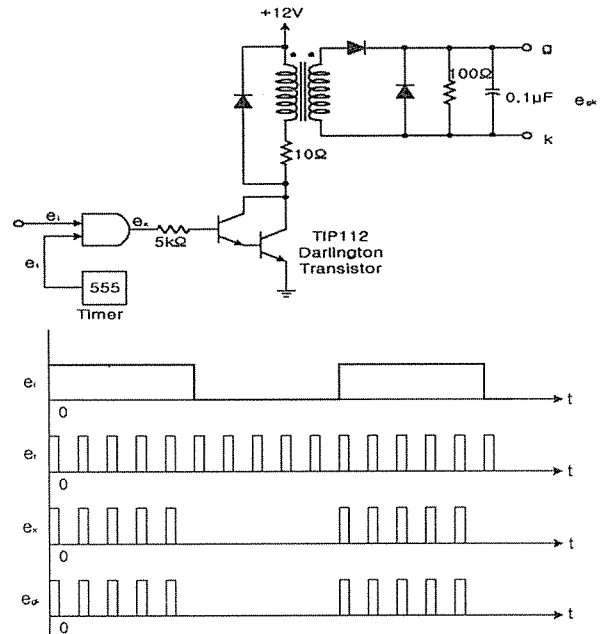 +12V
g
100Ω
0.1μF
e_gk
k
10Ω
e_i
e_x
5kΩ
e_t
TIP112
Darlington
Transistor
555
Timer
e_i
0
t
e_t
0
t
e_x
0
t
e_gk
0
t